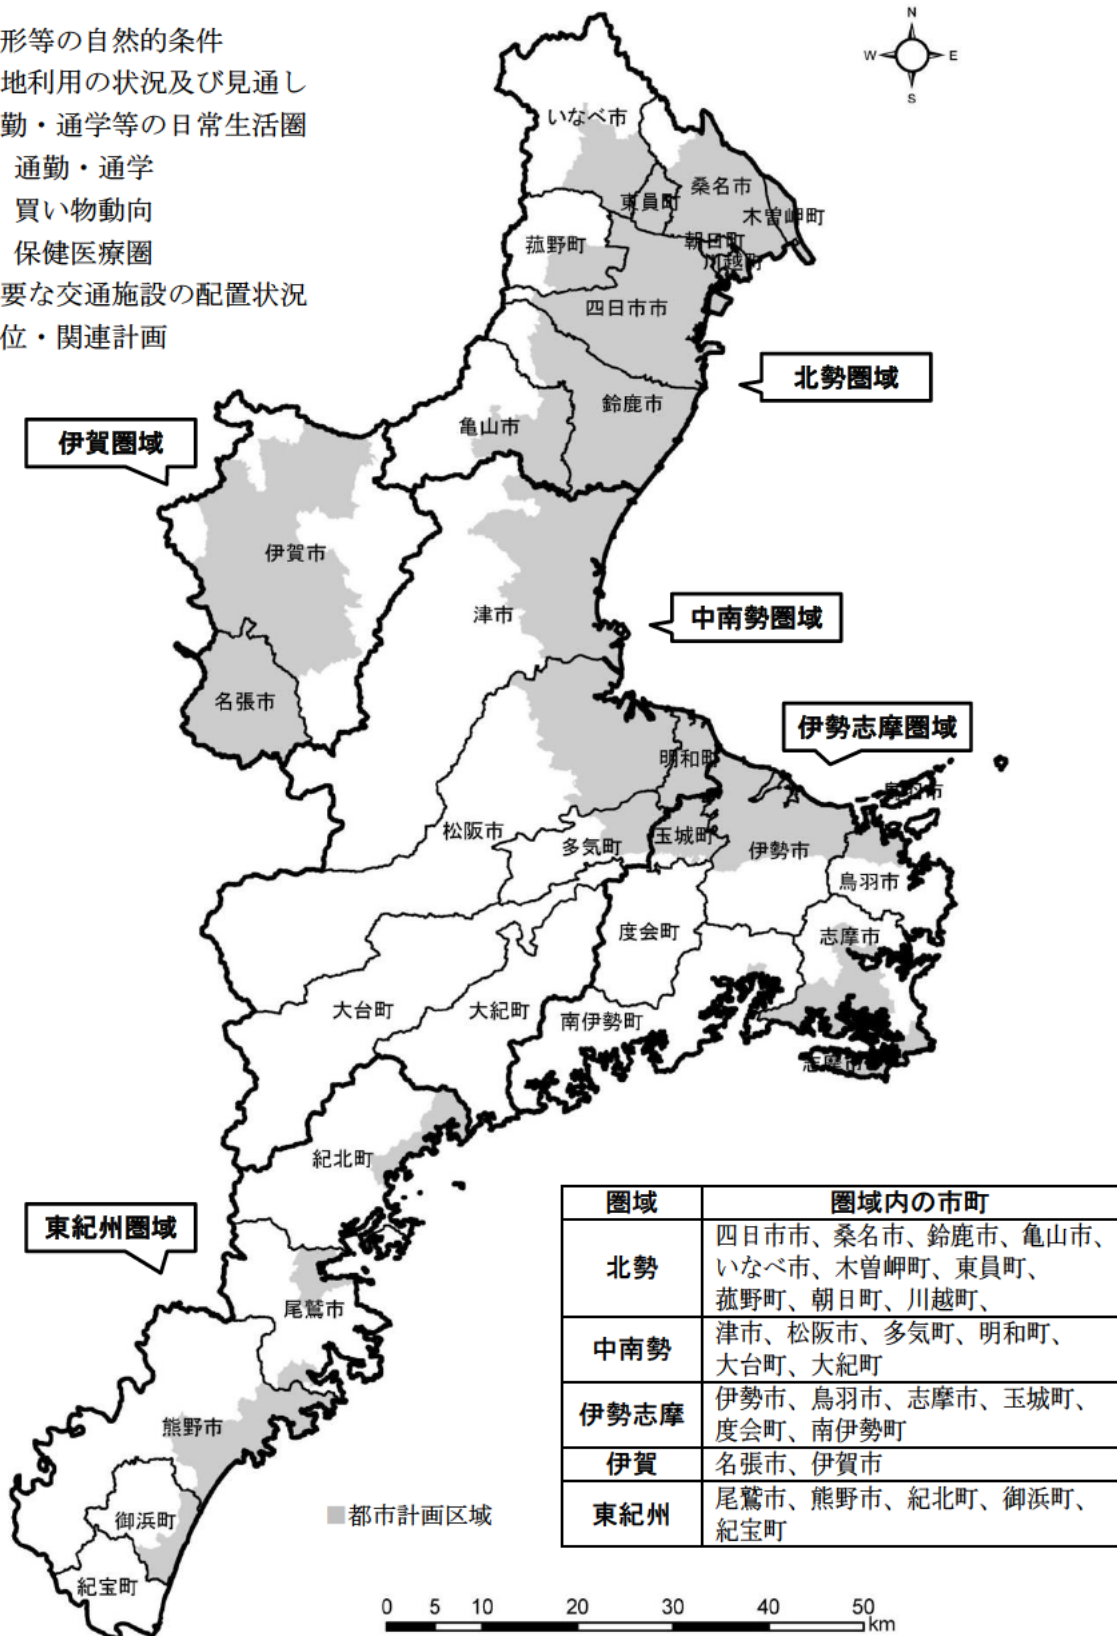 形等の自然的条件
地利用の状況及び見通し
勤・通学等の日常生活圏
通勤・通学
買い物動向
保健医療圏
要な交通施設の配置状況
位・関連計画
N
W
E
S
いなべ市
桑名市
東員町
木曽岬町
菰野町
朝日町
川越町
四日市市
北勢圏域
鈴鹿市
亀山市
伊賀圏域
伊賀市
津市
中南勢圏域
名張市
伊勢志摩圏域
明和町
鳥羽市
松阪市
多気町
玉城町
伊勢市
鳥羽市
度会町
志摩市
大台町
大紀町
南伊勢町
志摩市
紀北町
東紀州圏域
尾鷲市
熊野市
御浜町
紀宝町
■都市計画区域
圏域 圏域内の市町
北勢
四日市市、桑名市、鈴鹿市、亀山市、
いなべ市、木曽岬町、東員町、
菰野町、朝日町、川越町、
中南勢
津市、松阪市、多気町、明和町、
大台町、大紀町
伊勢志摩
伊勢市、鳥羽市、志摩市、玉城町、
度会町、南伊勢町
伊賀 名張市、伊賀市
東紀州
尾鷲市、熊野市、紀北町、御浜町、
紀宝町
0 5 10 20 30 40 50
km